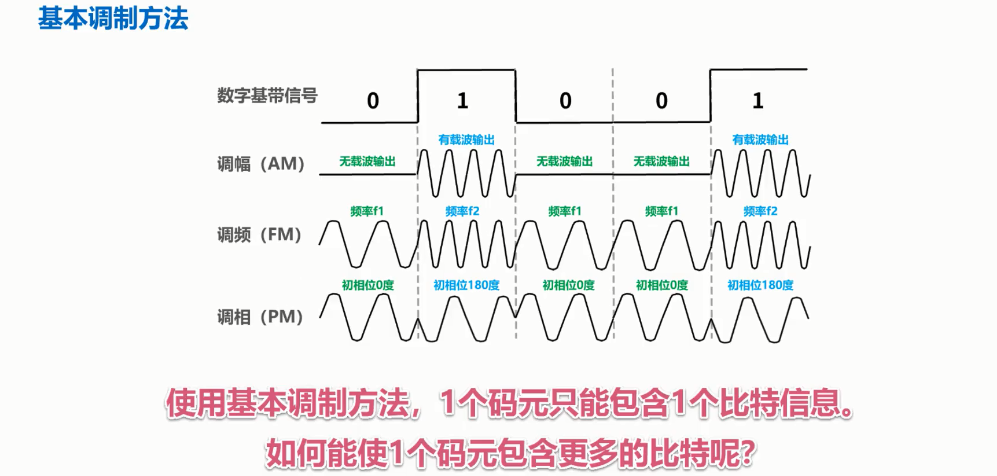 基本调制方法
数字基带信号 0 1 0 0 1
有载波输出 有载波输出
调幅（AM） 无载波输出 无载波输出 无载波输出
频率f1 频率f2 频率f1 频率f1 频率f2
调频（FM）
初相位0度 初相位180度 初相位0度 初相位0度 初相位180度
调相（PM）
使用基本调制方法，1个码元只能包含1个比特信息。
如何能使1个码元包含更多的比特呢？